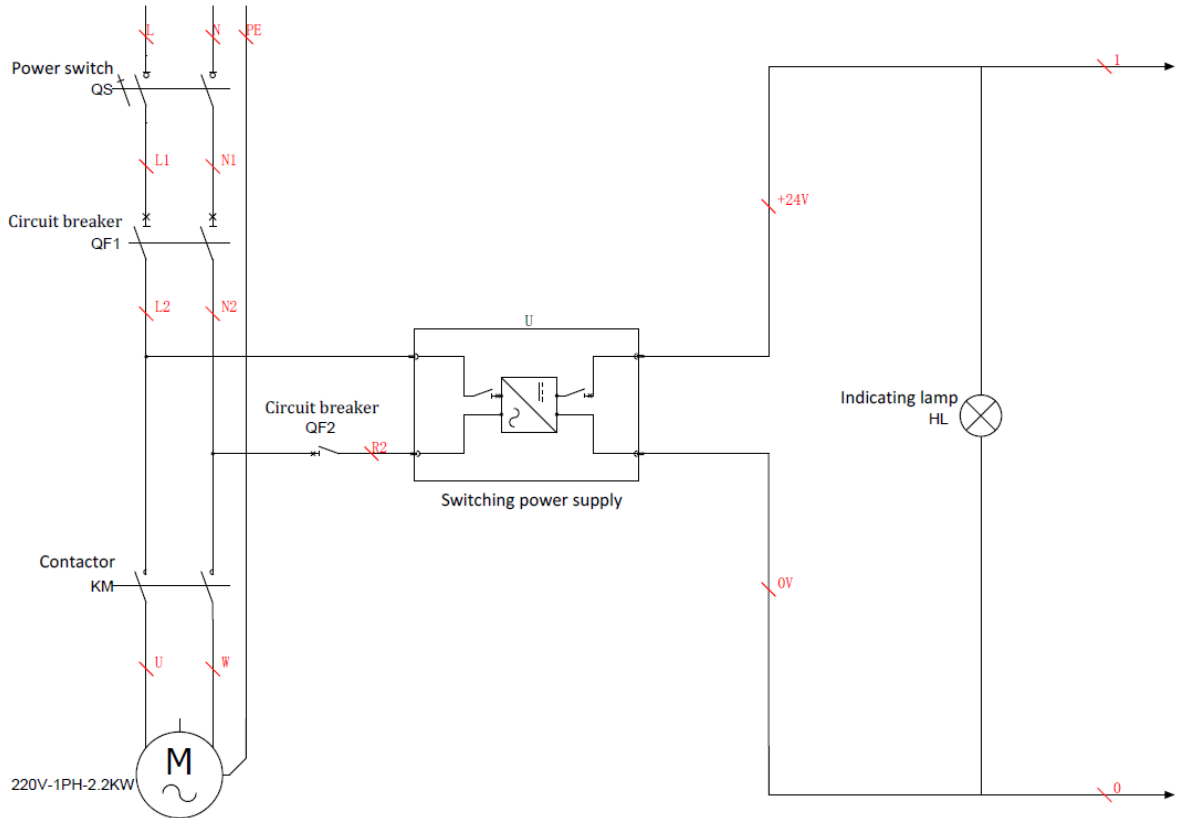 L
N
PE
Power switch
QS
1
L1
N1
+24V
Circuit breaker
QF1
L2
N2
U
Circuit breaker
QF2
R2
Indicating lamp
HL
Switching power supply
Contactor
KM
0V
U
W
M
220V-1PH-2.2KW
0